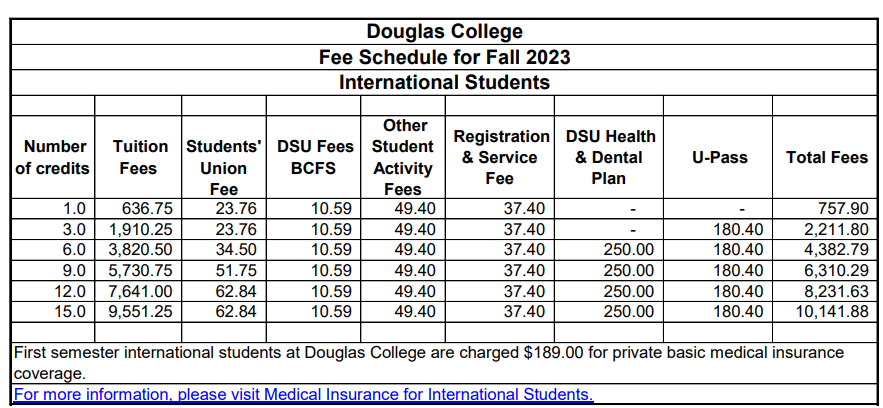 Douglas College
Fee Schedule for Fall 2023
International Students
Number of credits Tuition Fees Students' Union Fee DSU Fees BCFS Other Student Activity Fees Registration & Service Fee DSU Health & Dental Plan U-Pass Total Fees
1.0 636.75 23.76 10.59 49.40 37.40 - - 757.90
3.0 1,910.25 23.76 10.59 49.40 37.40 - 180.40 2,211.80
6.0 3,820.50 34.50 10.59 49.40 37.40 250.00 180.40 4,382.79
9.0 5,730.75 51.75 10.59 49.40 37.40 250.00 180.40 6,310.29
12.0 7,641.00 62.84 10.59 49.40 37.40 250.00 180.40 8,231.63
15.0 9,551.25 62.84 10.59 49.40 37.40 250.00 180.40 10,141.88
First semester international students at Douglas College are charged $189.00 for private basic medical insurance
coverage.
For more information, please visit Medical Insurance for International Students.